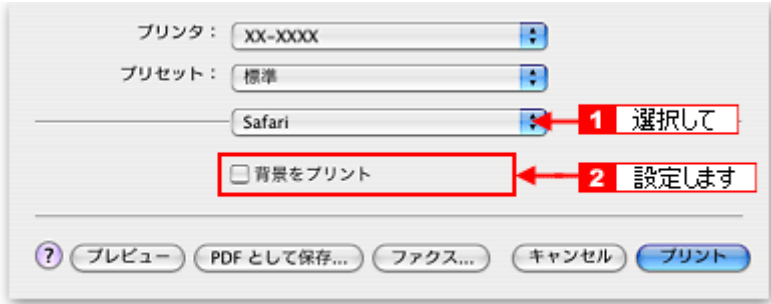 プリンタ： XX-XXXX
プリセット： 標準
Safari 1 選択して
背景をプリント 2 設定します
? プレビュー PDF として保存... ファクス... キャンセル プリント